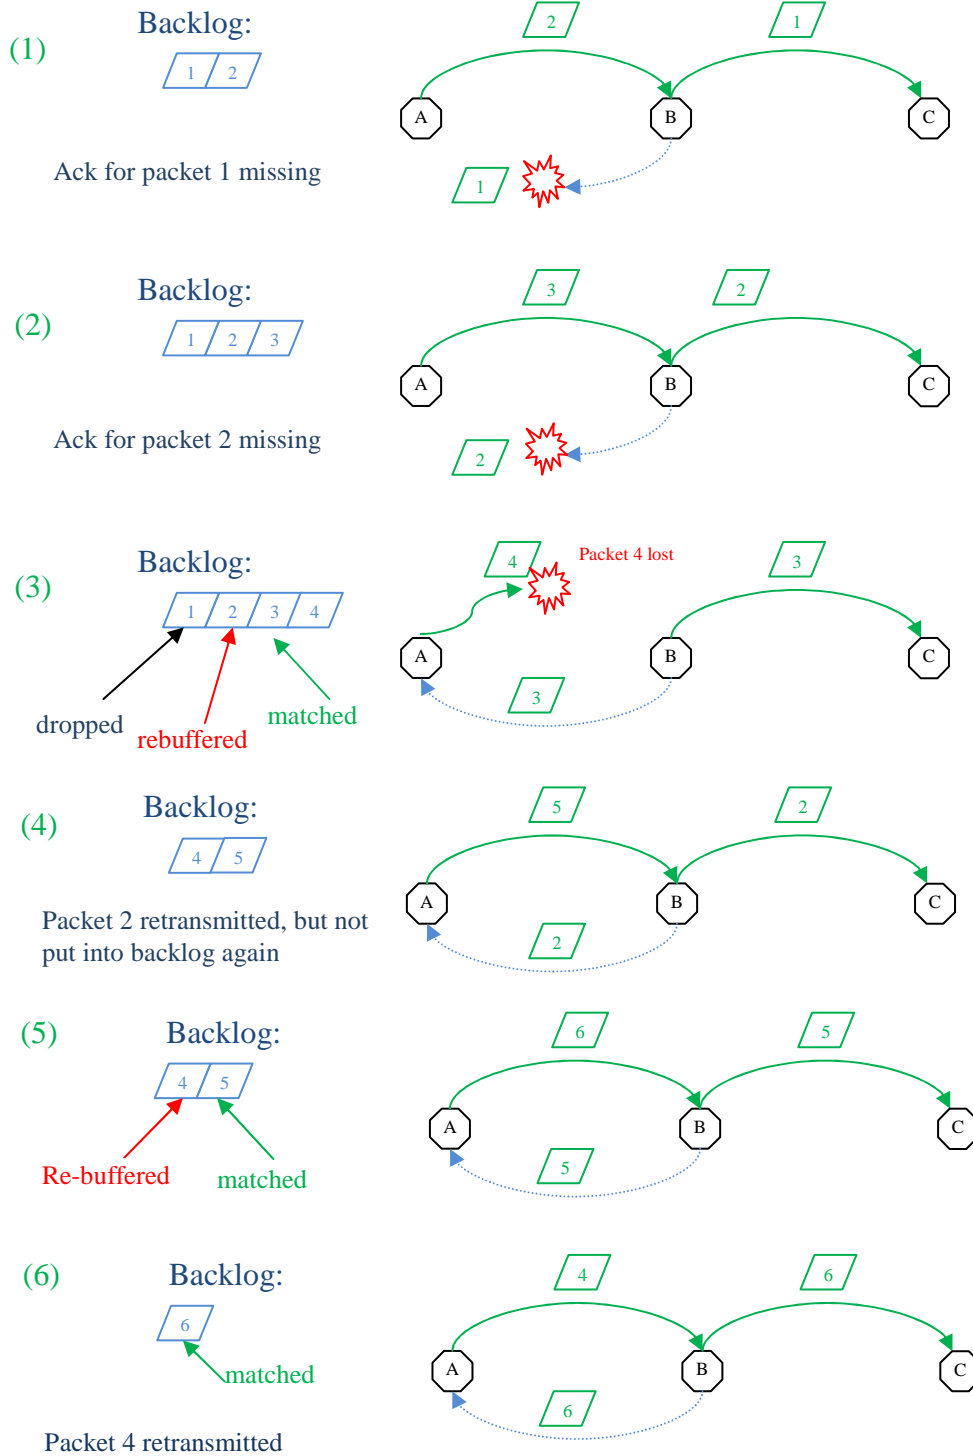 (1)
Backlog:
1 2
Ack for packet 1 missing
2
1
A
B
C
1
(2)
Backlog:
1 2 3
Ack for packet 2 missing
3
2
A
B
C
2
(3)
Backlog:
1 2 3 4
dropped
rebuffered
matched
4
Packet 4 lost
3
A
B
C
3
(4)
Backlog:
4 5
Packet 2 retransmitted, but not
put into backlog again
5
2
A
B
C
2
(5)
Backlog:
4 5
Re-buffered
matched
6
5
A
B
C
5
(6)
Backlog:
6
matched
Packet 4 retransmitted
4
6
A
B
C
6